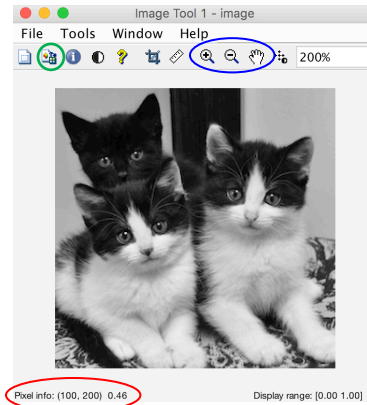 Image Tool 1 - image
File Tools Window Help
200%
Pixel info: (100, 200) 0.46 Display range: [0.00 1.00]